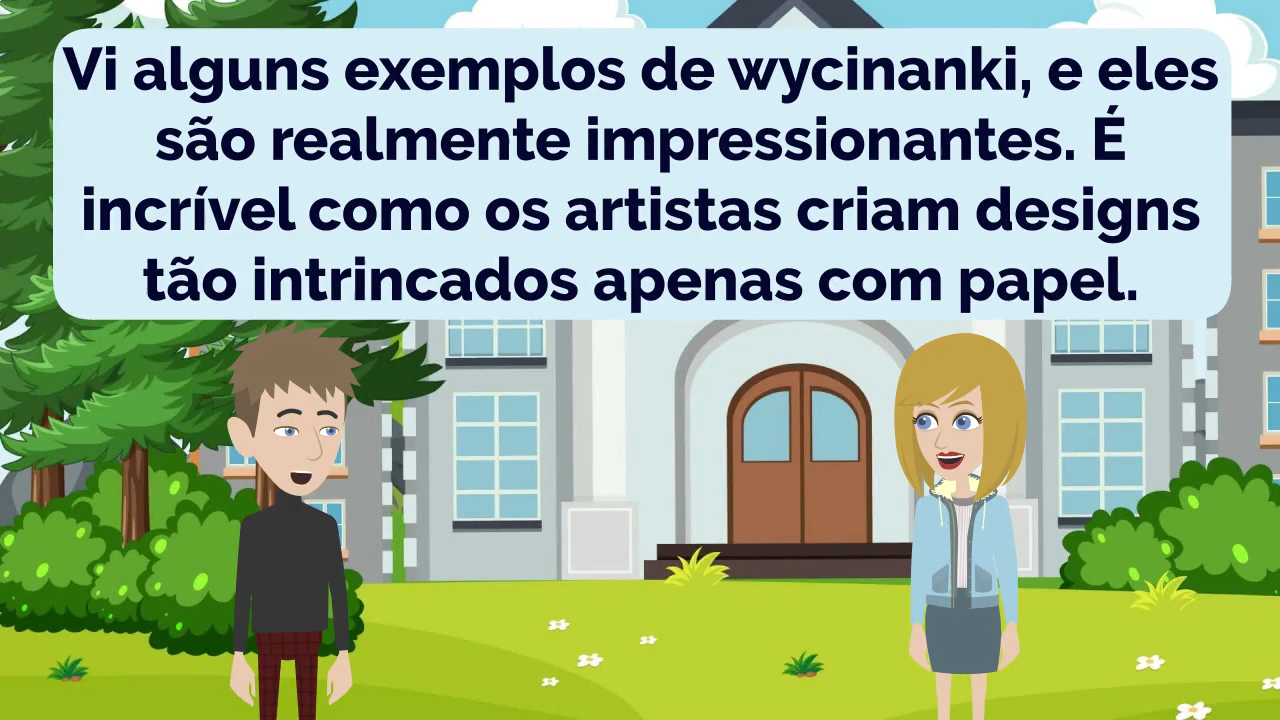 Vi alguns exemplos de wycinanki, e eles
são realmente impressionantes. É
incrível como os artistas criam designs
tão intrincados apenas com papel.